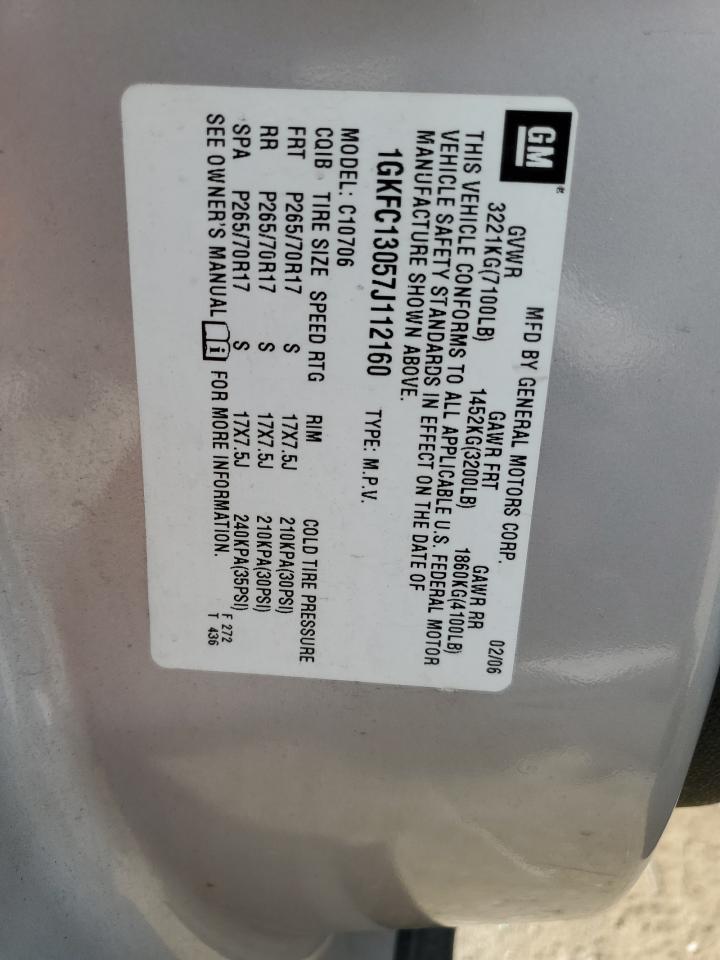 GM
MFD BY GENERAL MOTORS CORP. 02/06
GVWR GAWR FRT GAWR RR
3221KG(7100LB) 1452KG(3200LB) 1860KG(4100LB)
THIS VEHICLE CONFORMS TO ALL APPLICABLE U.S. FEDERAL MOTOR
VEHICLE SAFETY STANDARDS IN EFFECT ON THE DATE OF
MANUFACTURE SHOWN ABOVE.
1GKFC13057J112160 TYPE: M.P.V.
MODEL: C10706
CQIB TIRE SIZE SPEED RTG RIM COLD TIRE PRESSURE
FRT P265/70R17 S 17X7.5J 210KPA(30PSI)
RR P265/70R17 S 17X7.5J 210KPA(30PSI)
SPA P265/70R17 S 17X7.5J 240KPA(35PSI)
SEE OWNER'S MANUAL FOR MORE INFORMATION.
F 272
T 436